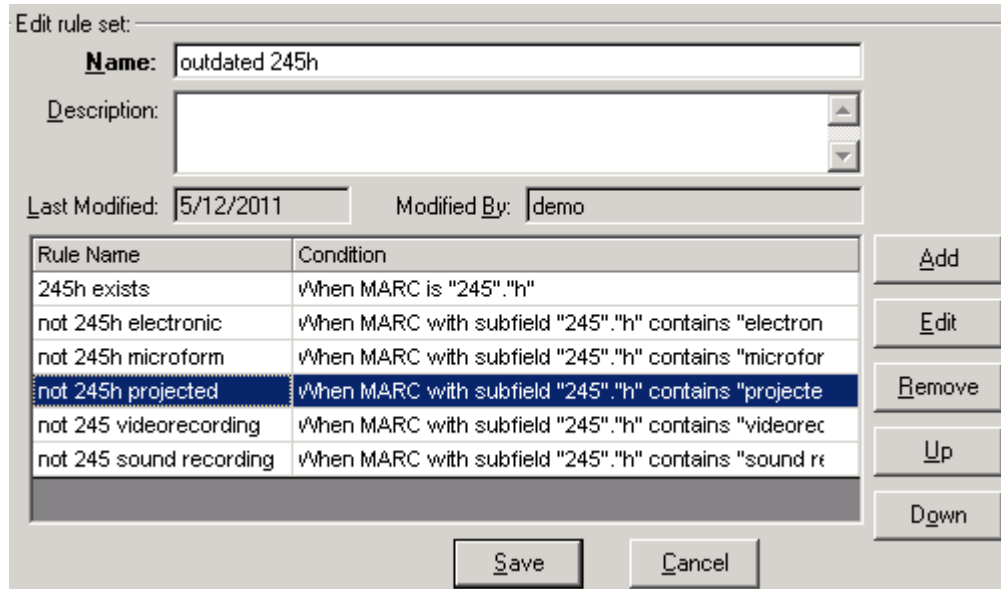 Edit rule set:
Name: outdated 245h
Description:
Last Modified: 5/12/2011 Modified By: demo
Rule Name Condition Add
245h exists When MARC is "245"."h"
not 245h electronic When MARC with subfield "245"."h" contains "electron Edit
not 245h microform When MARC with subfield "245"."h" contains "microfor
not 245h projected When MARC with subfield "245"."h" contains "projecte Remove
not 245 videorecording When MARC with subfield "245"."h" contains "videorec
not 245 sound recording When MARC with subfield "245"."h" contains "sound re Up
Down
Save Cancel